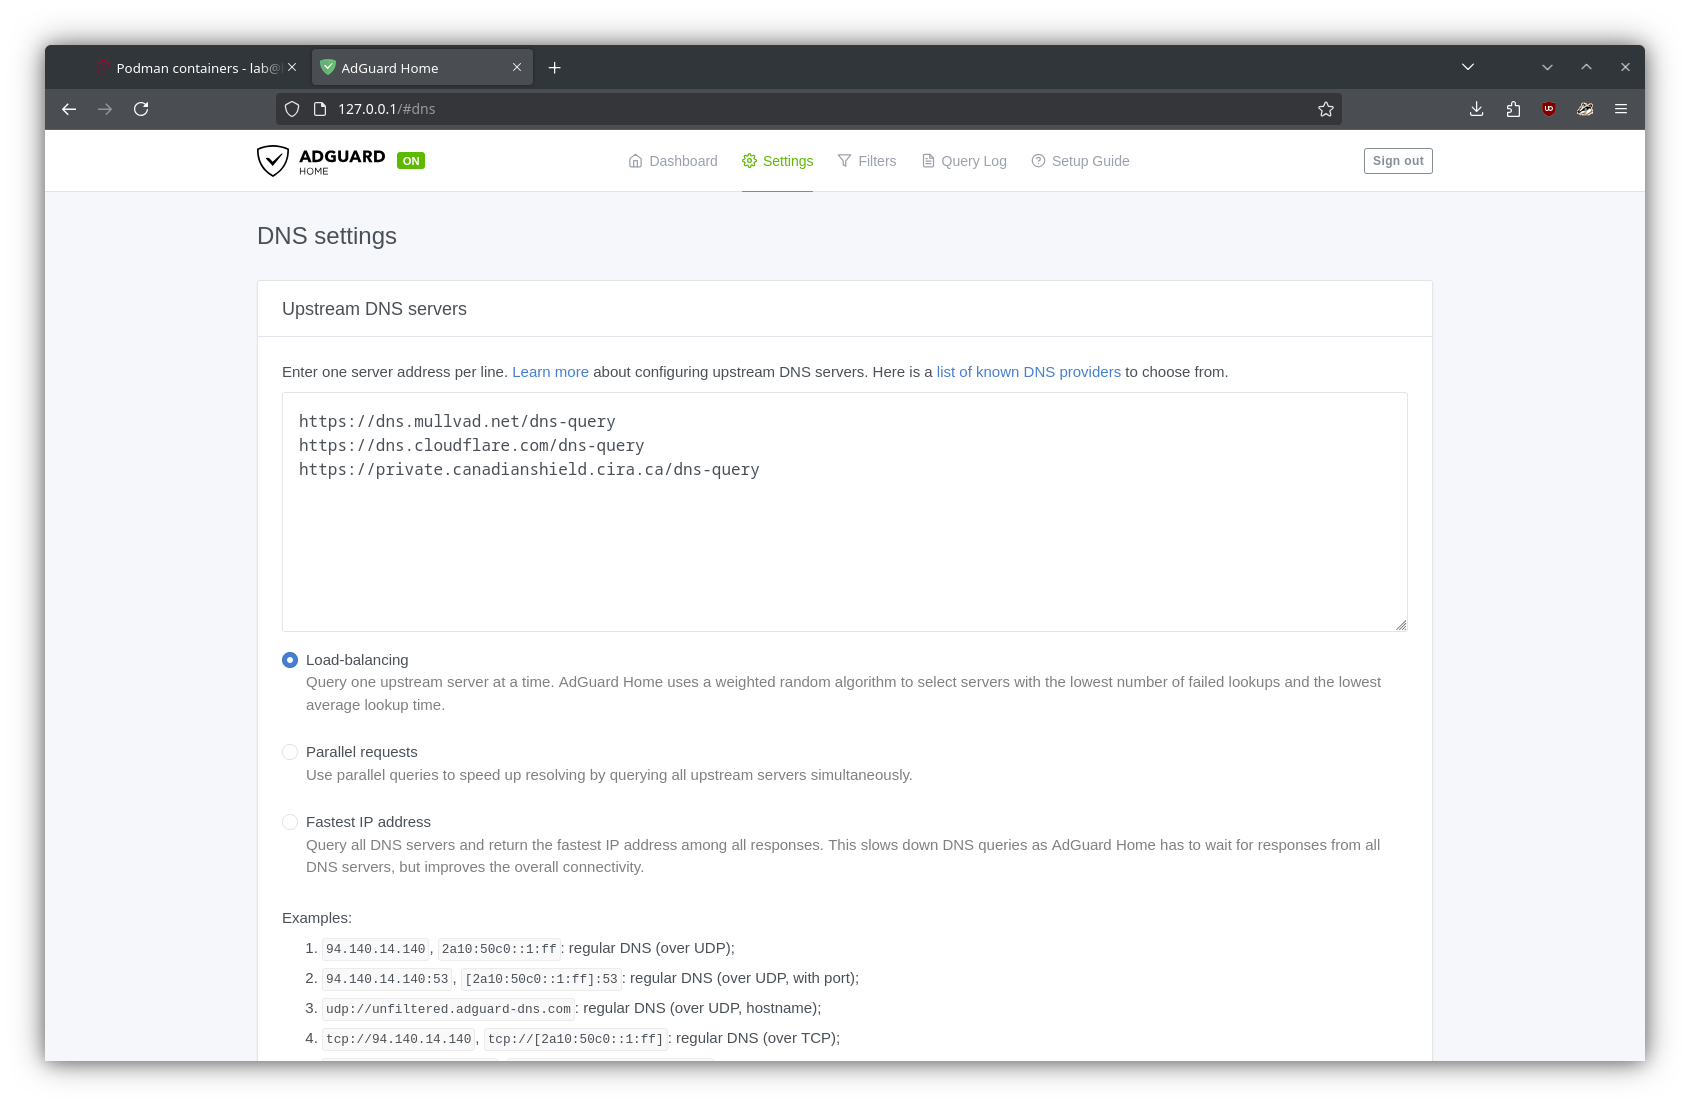 Podman containers - lab@
AdGuard Home
127.0.0.1/#dns
ADGUARD
HOME
ON
Dashboard
Settings
Filters
Query Log
Setup Guide
Sign out
DNS settings
Upstream DNS servers
Enter one server address per line. Learn more about configuring upstream DNS servers. Here is a list of known DNS providers to choose from.
https://dns.mullvad.net/dns-query
https://dns.cloudflare.com/dns-query
https://private.canadianshield.cira.ca/dns-query
Load-balancing
Query one upstream server at a time. AdGuard Home uses a weighted random algorithm to select servers with the lowest number of failed lookups and the lowest
average lookup time.
Parallel requests
Use parallel queries to speed up resolving by querying all upstream servers simultaneously.
Fastest IP address
Query all DNS servers and return the fastest IP address among all responses. This slows down DNS queries as AdGuard Home has to wait for responses from all
DNS servers, but improves the overall connectivity.
Examples:
1. 94.140.14.140, 2a10:50c0::1:ff: regular DNS (over UDP);
2. 94.140.14.140:53, [2a10:50c0::1:ff]:53: regular DNS (over UDP, with port);
3. udp://unfiltered.adguard-dns.com: regular DNS (over UDP, hostname);
4. tcp://94.140.14.140, tcp://[2a10:50c0::1:ff]: regular DNS (over TCP);